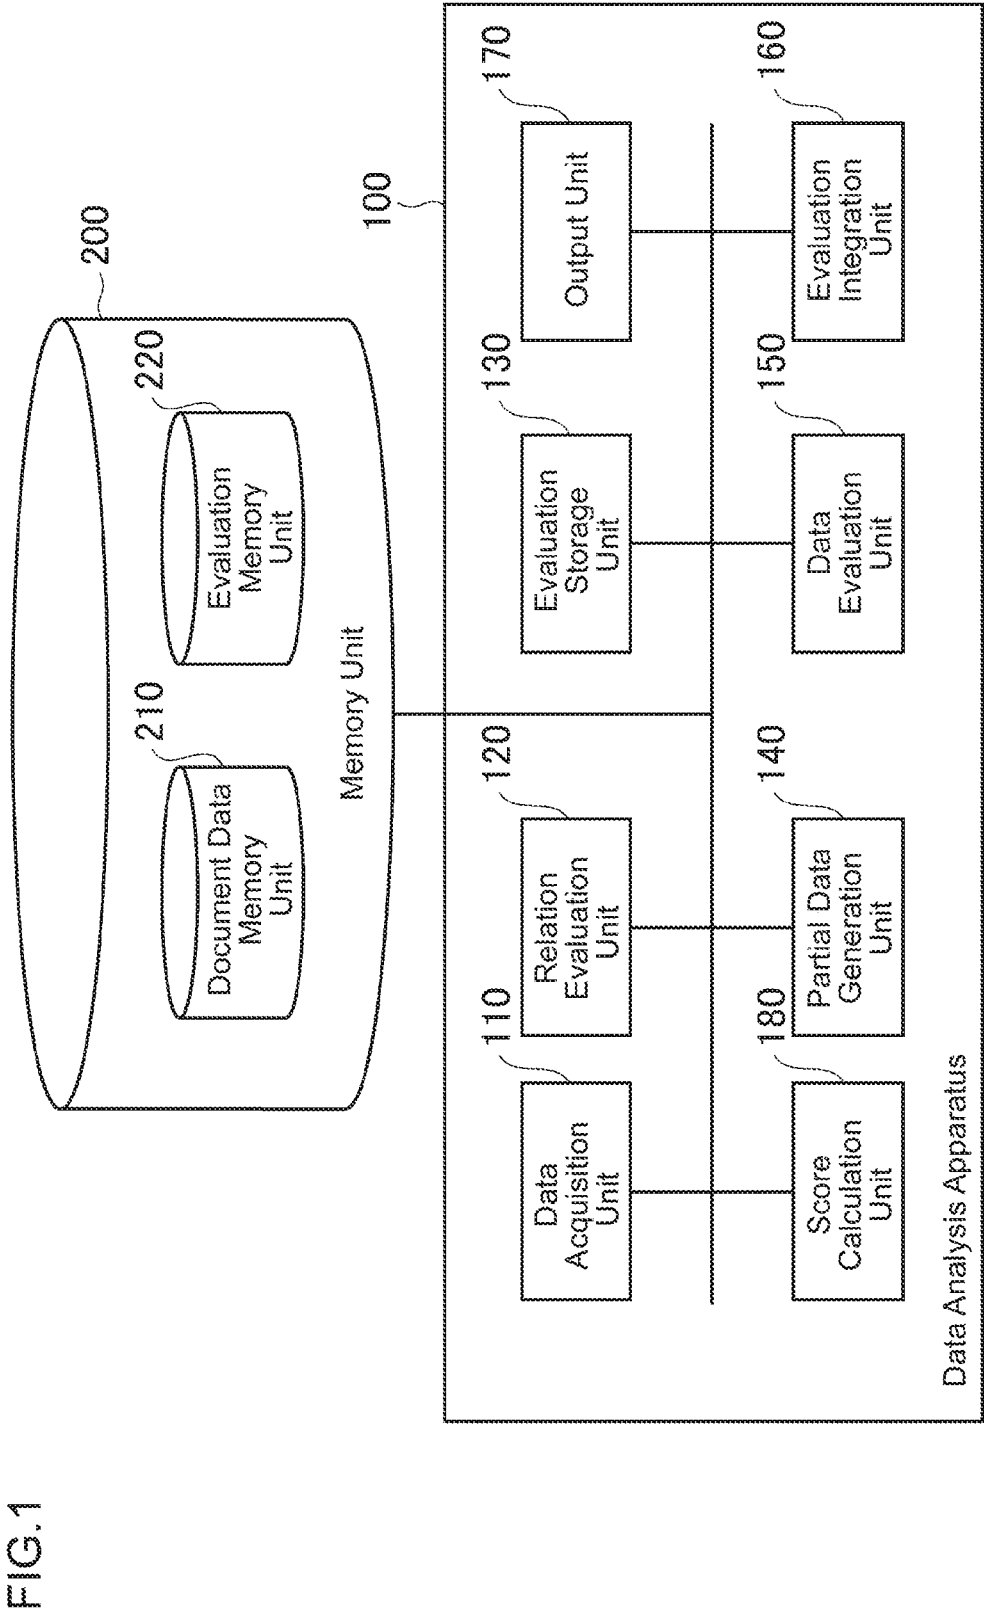 FIG.1
200
210
Document Data
Memory
Unit
220
Evaluation
Memory
Unit
Memory Unit
100
110
Data
Acquisition
Unit
120
Relation
Evaluation
Unit
130
Evaluation
Storage
Unit
170
Output Unit
180
Score
Calculation
Unit
140
Partial Data
Generation
Unit
150
Data
Evaluation
Unit
160
Evaluation
Integration
Unit
Data Analysis Apparatus